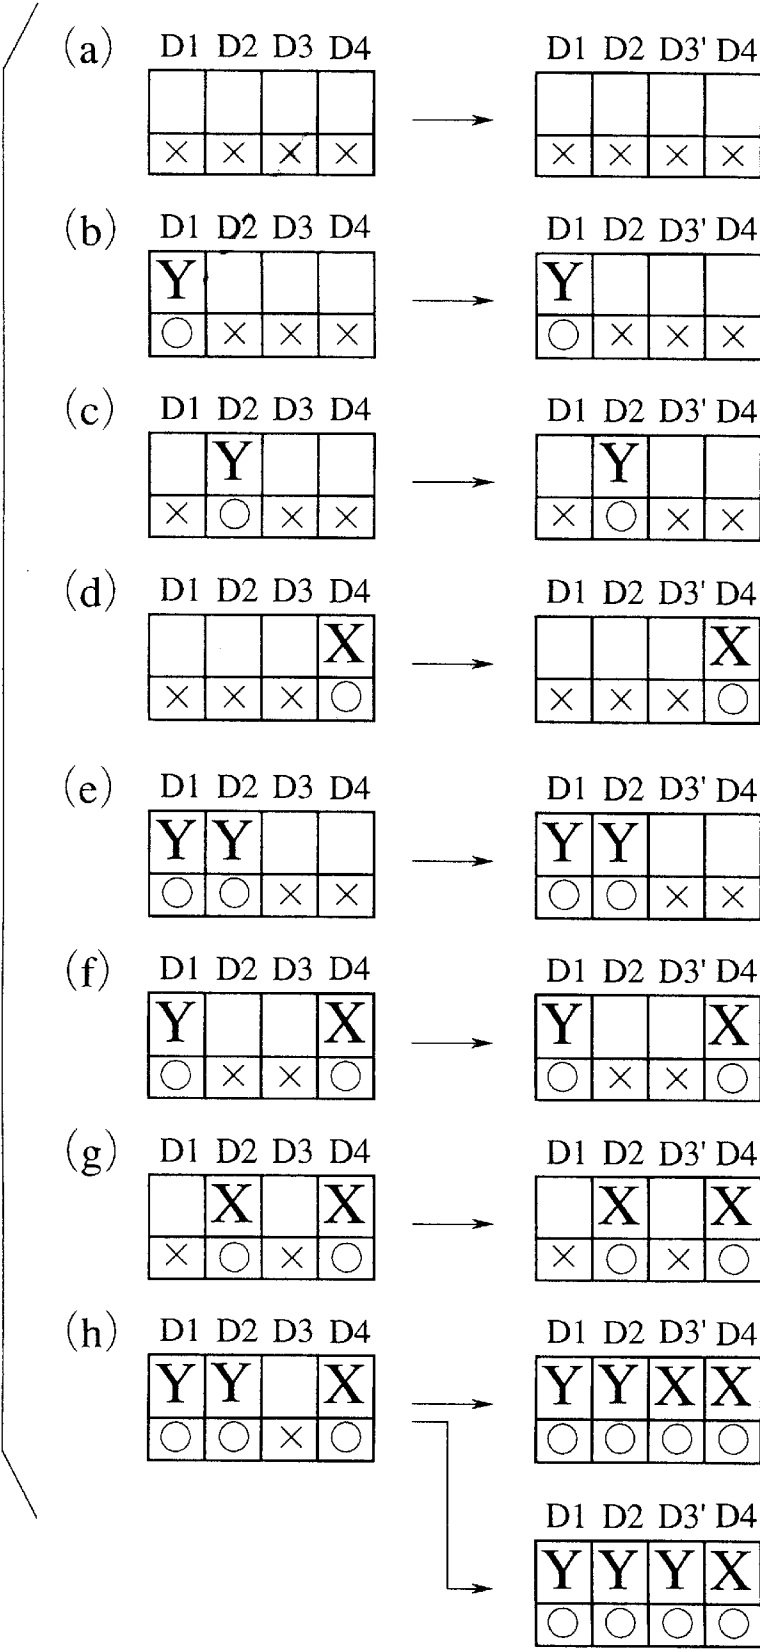 (a) D1 D2 D3 D4 D1 D2 D3' D4
× × × × × × × ×
(b) D1 D2 D3 D4 D1 D2 D3' D4
Y Y
○ × × × ○ × × ×
(c) D1 D2 D3 D4 D1 D2 D3' D4
Y Y
× ○ × × × ○ × ×
(d) D1 D2 D3 D4 D1 D2 D3' D4
X X
× × × ○ × × × ○
(e) D1 D2 D3 D4 D1 D2 D3' D4
Y Y Y Y
○ ○ × × ○ ○ × ×
(f) D1 D2 D3 D4 D1 D2 D3' D4
Y X Y X
○ × × ○ ○ × × ○
(g) D1 D2 D3 D4 D1 D2 D3' D4
X X X X
× ○ × ○ × ○ × ○
(h) D1 D2 D3 D4 D1 D2 D3' D4
Y Y X Y Y X X
○ ○ × ○ ○ ○ ○ ○
D1 D2 D3' D4
Y Y Y X
○ ○ ○ ○